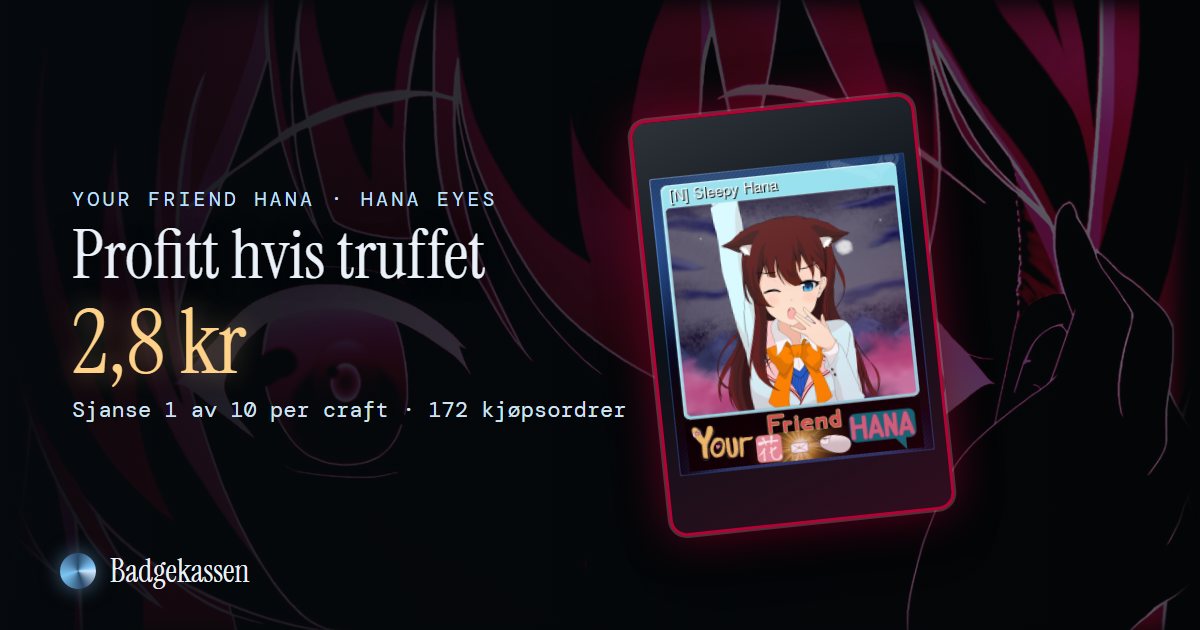 YOUR FRIEND HANA · HANA EYES
Profitt hvis truffet
2,8 kr
Sjanse 1 av 10 per craft · 172 kjøpsordrer
Badgekassen
[N] Sleepy Hana
Your 花 Friend HANA